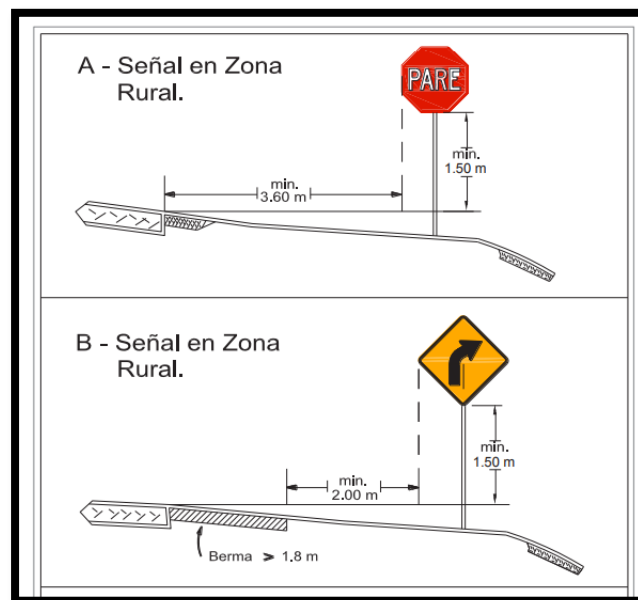 A - Señal en Zona
Rural.
PARE
min.
1.50 m
min.
3.60 m
B - Señal en Zona
Rural.
min.
1.50 m
min.
2.00 m
Berma > 1.8 m